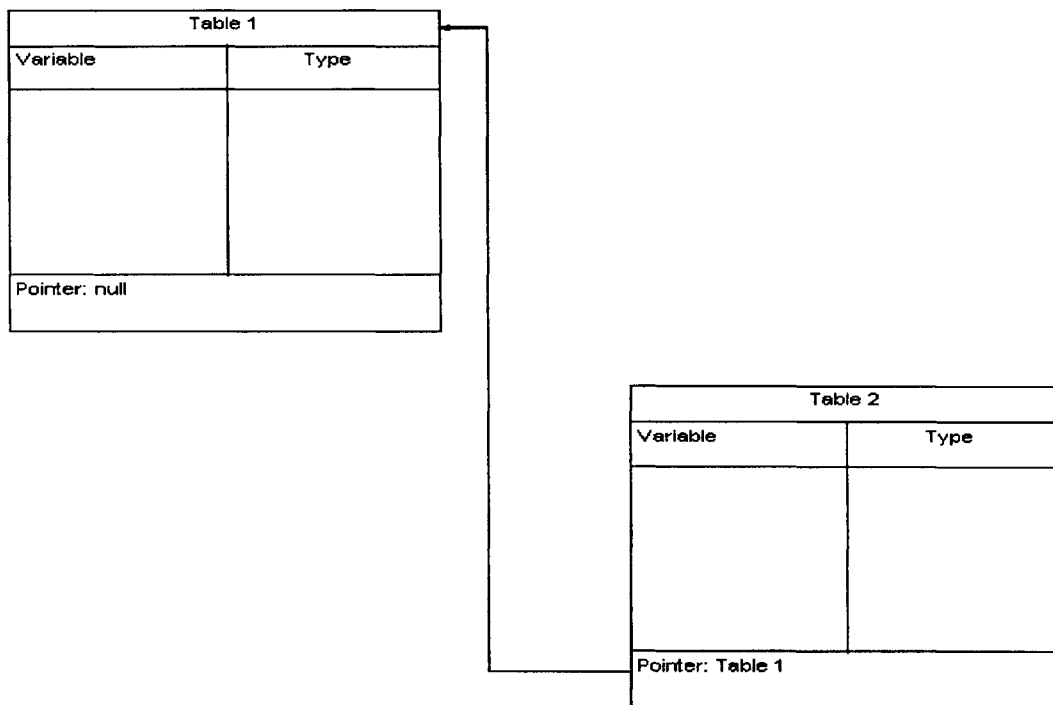 Table 1
Variable Type
Pointer: null
Table 2
Variable Type
Pointer: Table 1